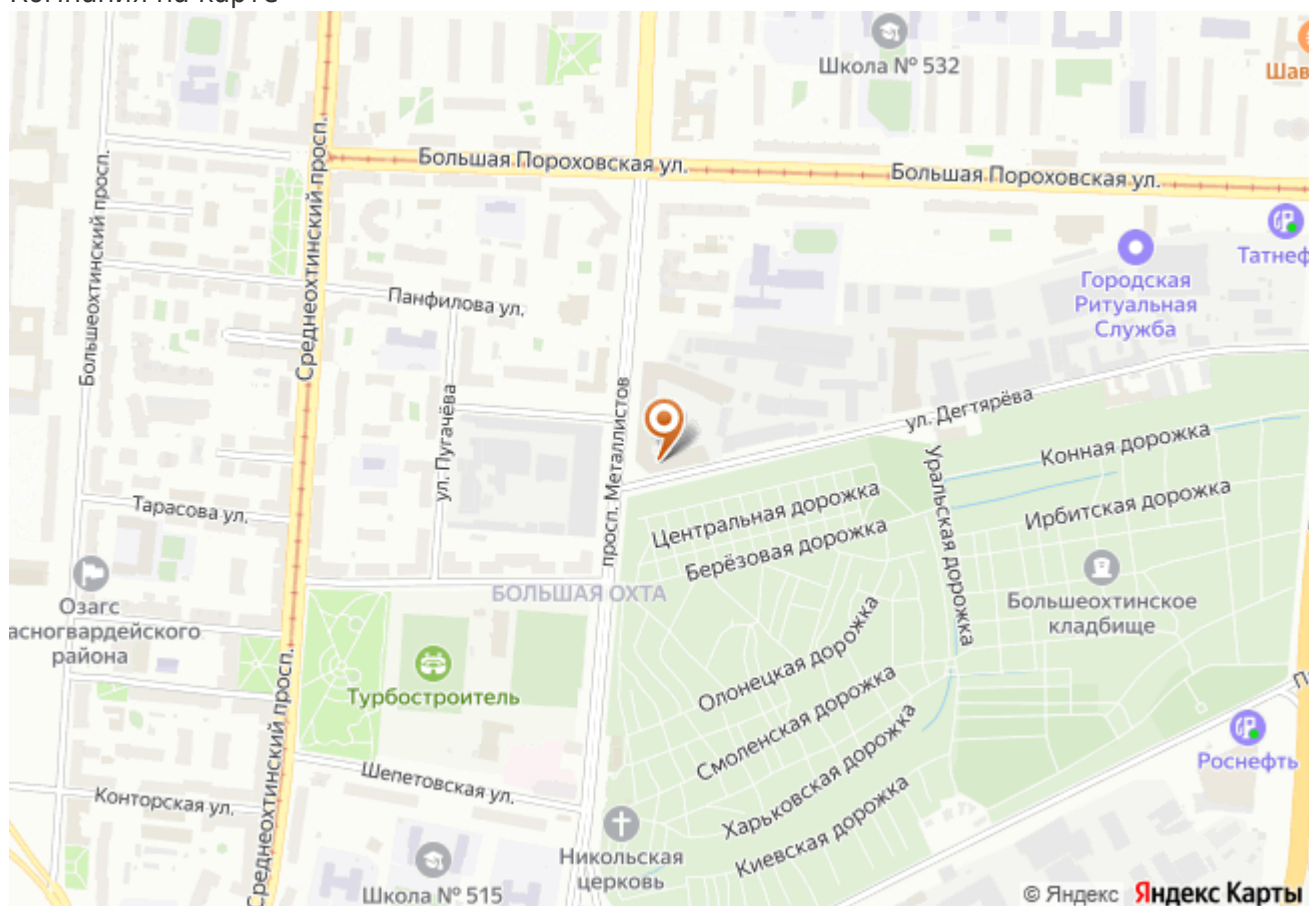 Компания на карте
Школа № 532
Шав
Большая Пороховская ул.
Большая Пороховская ул.
Среднеохтинский просп.
Большеохтинский просп.
Татнеф
Городская
Ритуальная
Служба
Панфилова ул.
ул. Пугачёва
просп. Металлистов
ул. Дегтярёва
Уральская дорожка
Конная дорожка
Центральная дорожка
Ирбитская дорожка
Берёзовая дорожка
Тарасова ул.
БОЛЬШАЯ ОХТА
Озагс
асногвардейского
района
Большеохтинское
кладбище
Олонецкая дорожка
Турбостроитель
Смоленская дорожка
Среднеохтинский просп.
Харьковская дорожка
Роснефть
Шепетовская ул.
Конторская ул.
Киевская дорожка
Никольская
церковь
Школа № 515
© Яндекс Яндекс Карты